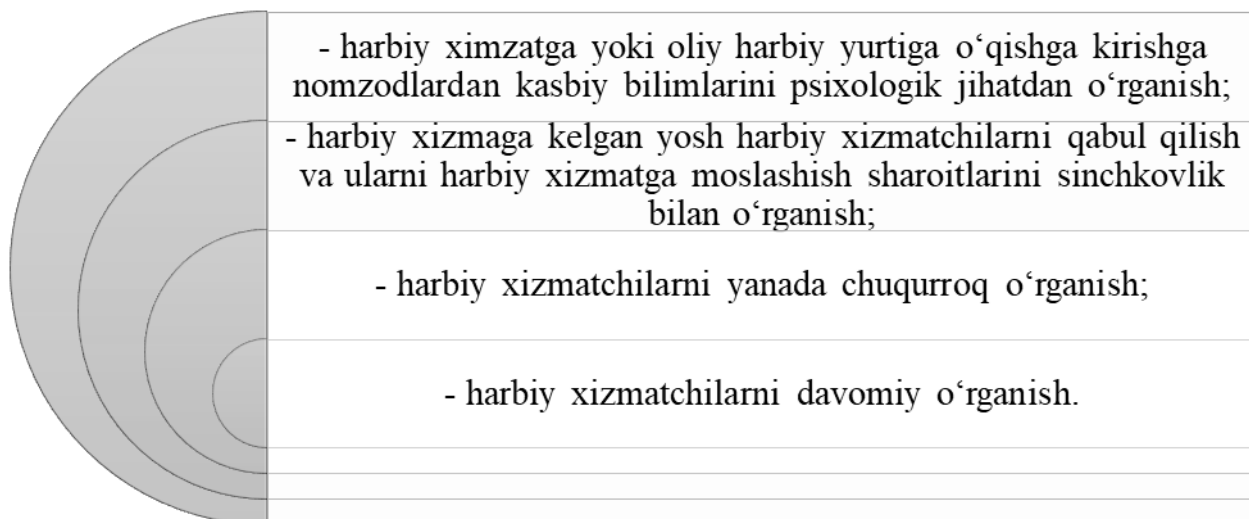 - harbiy ximzatga yoki oliy harbiy yurtiga o‘qishga kirishga
nomzodlardan kasbiy bilimlarini psixologik jihatdan o‘rganish;
- harbiy xizmaga kelgan yosh harbiy xizmatchilarni qabul qilish
va ularni harbiy xizmatga moslashish sharoitlarini sinchkovlik
bilan o‘rganish;
- harbiy xizmatchilarni yanada chuqurroq o‘rganish;
- harbiy xizmatchilarni davomiy o‘rganish.